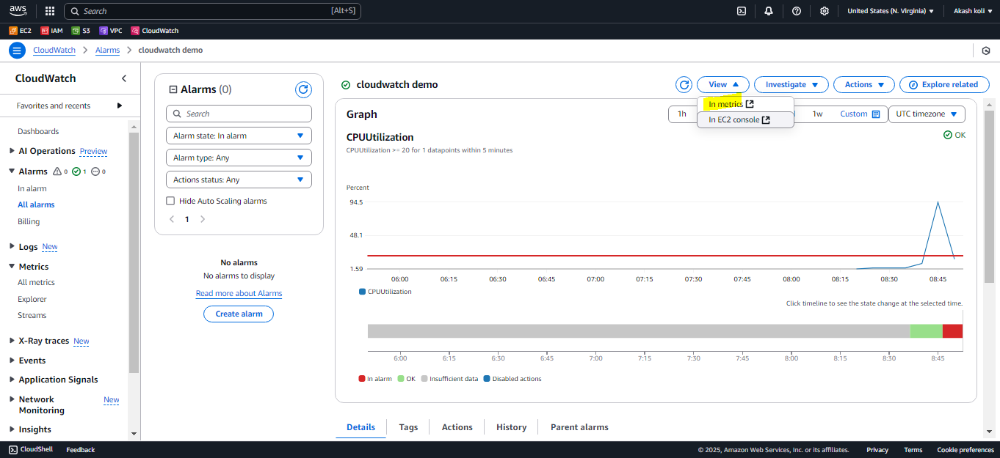 aws
Search [Alt+S]
United States (N. Virginia) ▼
Akash koli ▼
EC2 IAM S3 VPC CloudWatch
CloudWatch > Alarms > cloudwatch demo
CloudWatch
Favorites and recents
Dashboards
AI Operations Preview
Alarms 0 1 0
In alarm
All alarms
Billing
Logs New
Metrics
All metrics
Explorer
Streams
X-Ray traces New
Events
Application Signals
Network Monitoring New
Insights
Alarms (0)
Search
Alarm state: In alarm
Alarm type: Any
Actions status: Any
Hide Auto Scaling alarms
1
No alarms
No alarms to display
Read more about Alarms
Create alarm
cloudwatch demo
View Investigate Actions Explore related
In metrics
In EC2 console
Graph
1h 1w Custom UTC timezone
CPUUtilization
OK
CPUUtilization >= 20 for 1 datapoints within 5 minutes
Percent
94.5
48.1
1.59
06:00 06:15 06:30 06:45 07:00 07:15 07:30 07:45 08:00 08:15 08:30 08:45
CPUUtilization
Click timeline to see the state change at the selected time.
6:00 6:15 6:30 6:45 7:00 7:15 7:30 7:45 8:00 8:15 8:30 8:45
In alarm OK Insufficient data Disabled actions
Details Tags Actions History Parent alarms
CloudShell Feedback
© 2025, Amazon Web Services, Inc. or its affiliates. Privacy Terms Cookie preferences